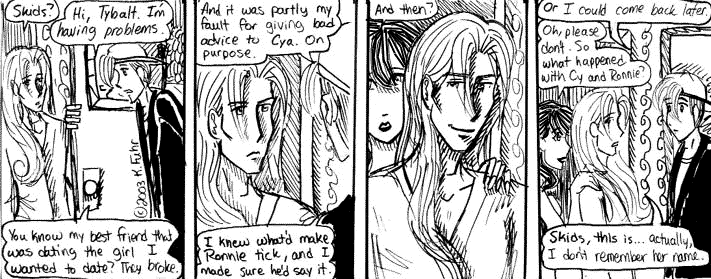 Skids?
Hi, Tybalt. I'm
having problems.
You know my best friend that
was dating the girl I
wanted to date? They broke.
©2003 K Fuhr
And it was partly my
fault for giving bad
advice to Cya. On
purpose.
I knew what'd make
Ronnie tick, and I
made sure he'd say it.
And then?
Or I could come back later.
Oh, please
don't. So
what happened
with Cy and Ronnie?
Skids, this is... actually,
I don't remember her name.